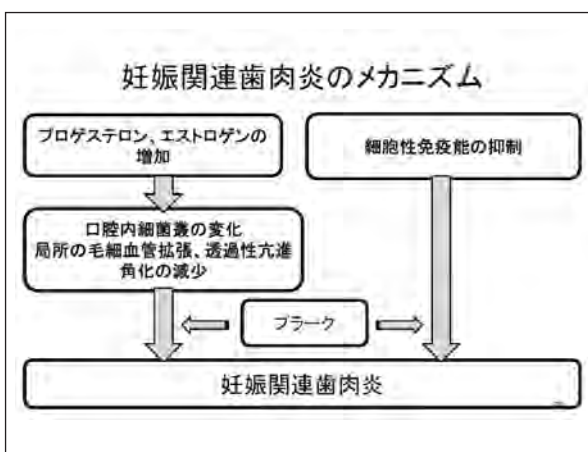 妊娠関連歯肉炎のメカニズム
プロゲステロン、エストロゲンの
増加
細胞性免疫能の抑制
口腔内細菌叢の変化
局所の毛細血管拡張、透過性亢進
角化の減少
プラーク
妊娠関連歯肉炎